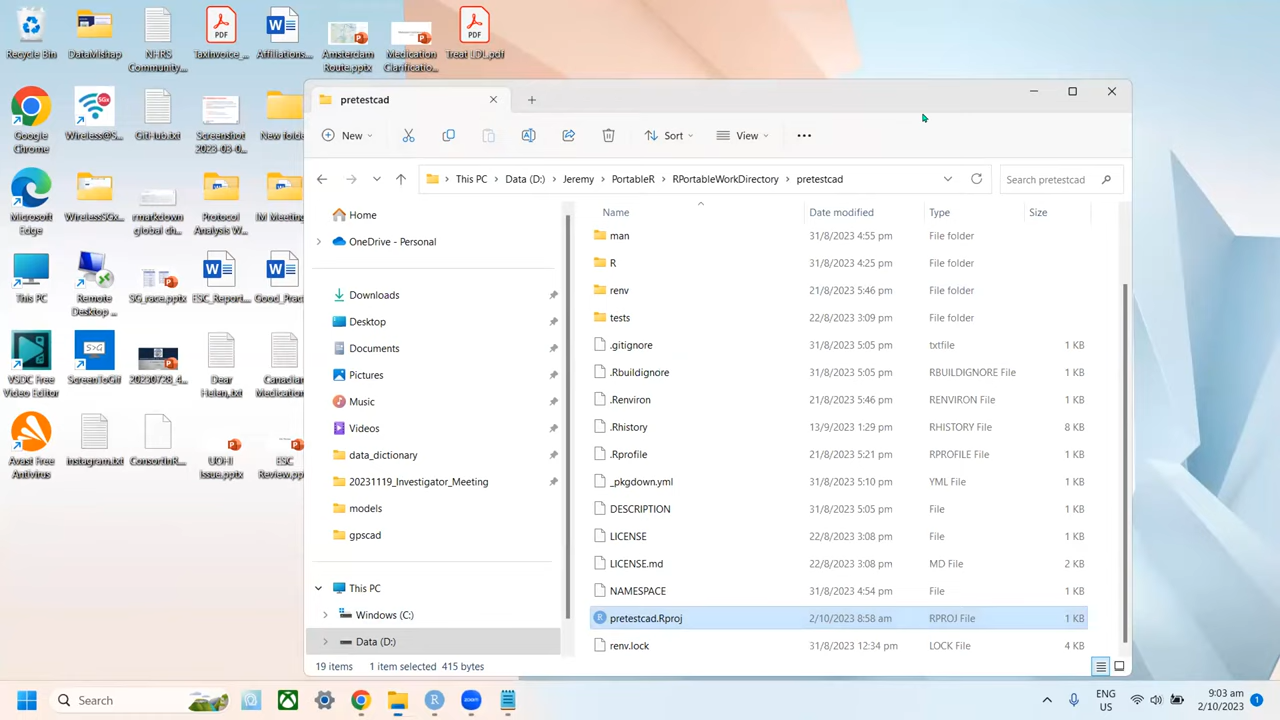 Recycle Bin
DataMishap
NHRS Community...
TaxInvoice_...
Affiliations...
Amsterdam Route.pptx
Medication Clarificatio...
Treat LDL.pdf
PDF
PDF
Google Chrome
Wireless@S...
GitHub.txt
Screenshot 2023-03-0...
New folde
Microsoft Edge
WirelessSGx
rmarkdown global ch...
Protocol Analysis W...
IM Meeting
This PC
Remote Desktop ...
SG_race.pptx
ESC_Report...
Good_Prac
VSDC Free Video Editor
ScreenToGif
20230728_4...
Dear Helen,.txt
Canadian Medication
Avast Free Antivirus
Instagram.txt
UOHI Issue.pptx
ESC Review.pp
pretestcad
New
Sort
View
This PC > Data (D:) > Jeremy > PortableR > RPortableWorkDirectory > pretestcad
Search pretestcad
Home
OneDrive - Personal
Downloads
Desktop
Documents
Pictures
Music
Videos
data_dictionary
20231119_Investigator_Meeting
models
gpscad
This PC
Windows (C:)
Data (D:)
Name Date modified Type Size
man 31/8/2023 4:55 pm File folder
R 31/8/2023 4:25 pm File folder
renv 21/8/2023 5:46 pm File folder
tests 22/8/2023 3:09 pm File folder
.gitignore 31/8/2023 5:05 pm txtfile 1 KB
.Rbuildignore 31/8/2023 5:05 pm RBUILDIGNORE File 1 KB
.Renviron 21/8/2023 5:46 pm RENVIRON File 1 KB
.Rhistory 13/9/2023 1:29 pm RHISTORY File 8 KB
.Rprofile 21/8/2023 5:21 pm RPROFILE File 1 KB
_pkgdown.yml 31/8/2023 5:10 pm YML File 1 KB
DESCRIPTION 31/8/2023 5:05 pm File 1 KB
LICENSE 22/8/2023 3:08 pm File 1 KB
LICENSE.md 22/8/2023 3:08 pm MD File 2 KB
NAMESPACE 31/8/2023 4:54 pm File 1 KB
pretestcad.Rproj 2/10/2023 8:58 am RPROJ File 1 KB
renv.lock 31/8/2023 12:34 pm LOCK File 4 KB
19 items 1 item selected 415 bytes
Search
ENG US
9:03 am
2/10/2023